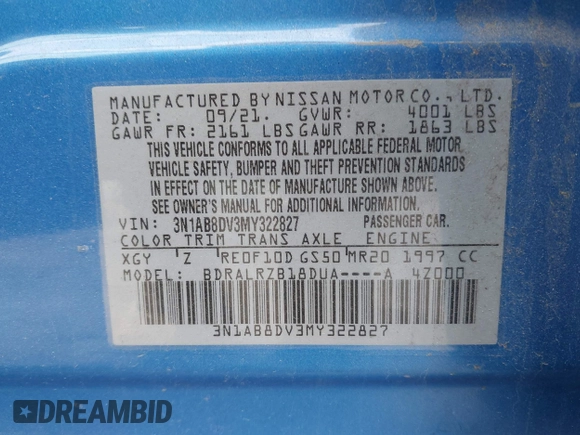 MANUFACTURED BY NISSAN MOTOR CO., LTD.
DATE: 09/21. GVWR: 4001 LBS
GAWR FR: 2161 LBS GAWR RR: 1863 LBS
THIS VEHICLE CONFORMS TO ALL APPLICABLE FEDERAL MOTOR
VEHICLE SAFETY, BUMPER AND THEFT PREVENTION STANDARDS
IN EFFECT ON THE DATE OF MANUFACTURE SHOWN ABOVE.
SEE OWNER'S MANUAL FOR ADDITIONAL INFORMATION.
VIN: 3N1AB8DV3MY322827 PASSENGER CAR.
COLOR TRIM TRANS AXLE ENGINE
XGY Z RE0F10D GS50 MR20 1997 CC
MODEL: BDRALRZB18DUA----A 4Z000
3N1AB8DV3MY322827
DREAMBID